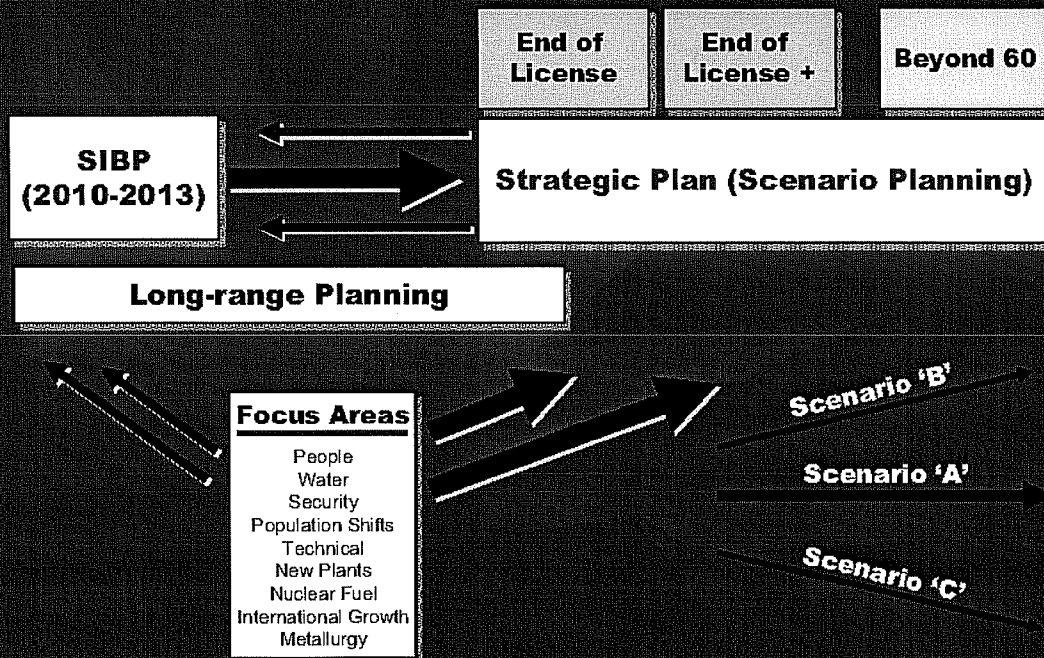 End of
License
End of
License +
Beyond 60
SIBP
(2010-2013)
Strategic Plan (Scenario Planning)
Long-range Planning
Focus Areas
People
Water
Security
Population Shifts
Technical
New Plants
Nuclear Fuel
International Growth
Metallurgy
Scenario ‘B’
Scenario ‘A’
Scenario ‘C’